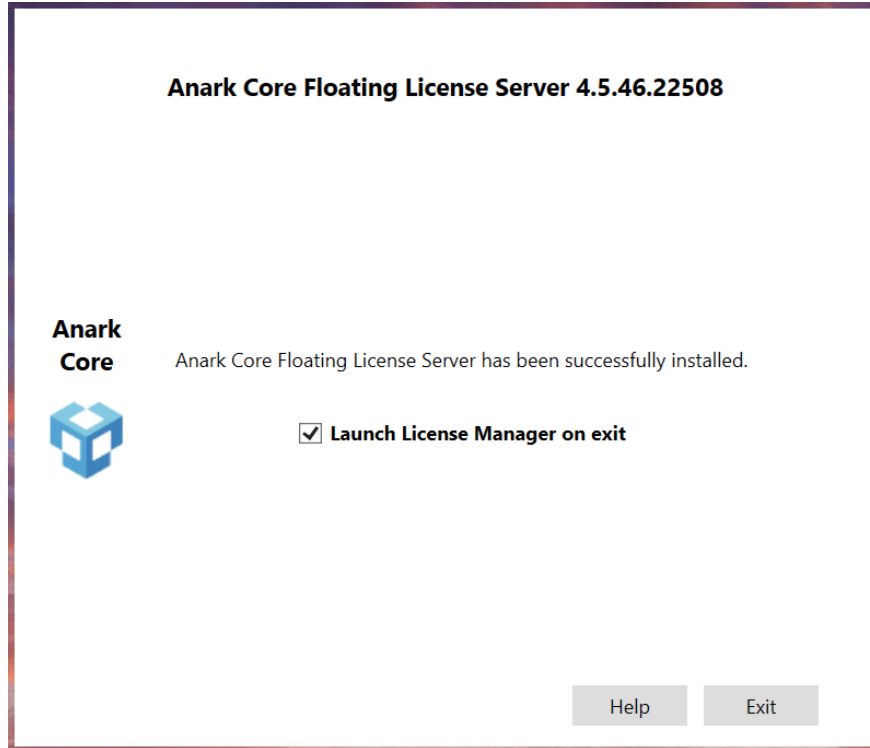 Anark Core Floating License Server 4.5.46.22508
Anark
Core
Anark Core Floating License Server has been successfully installed.
Launch License Manager on exit
Help
Exit